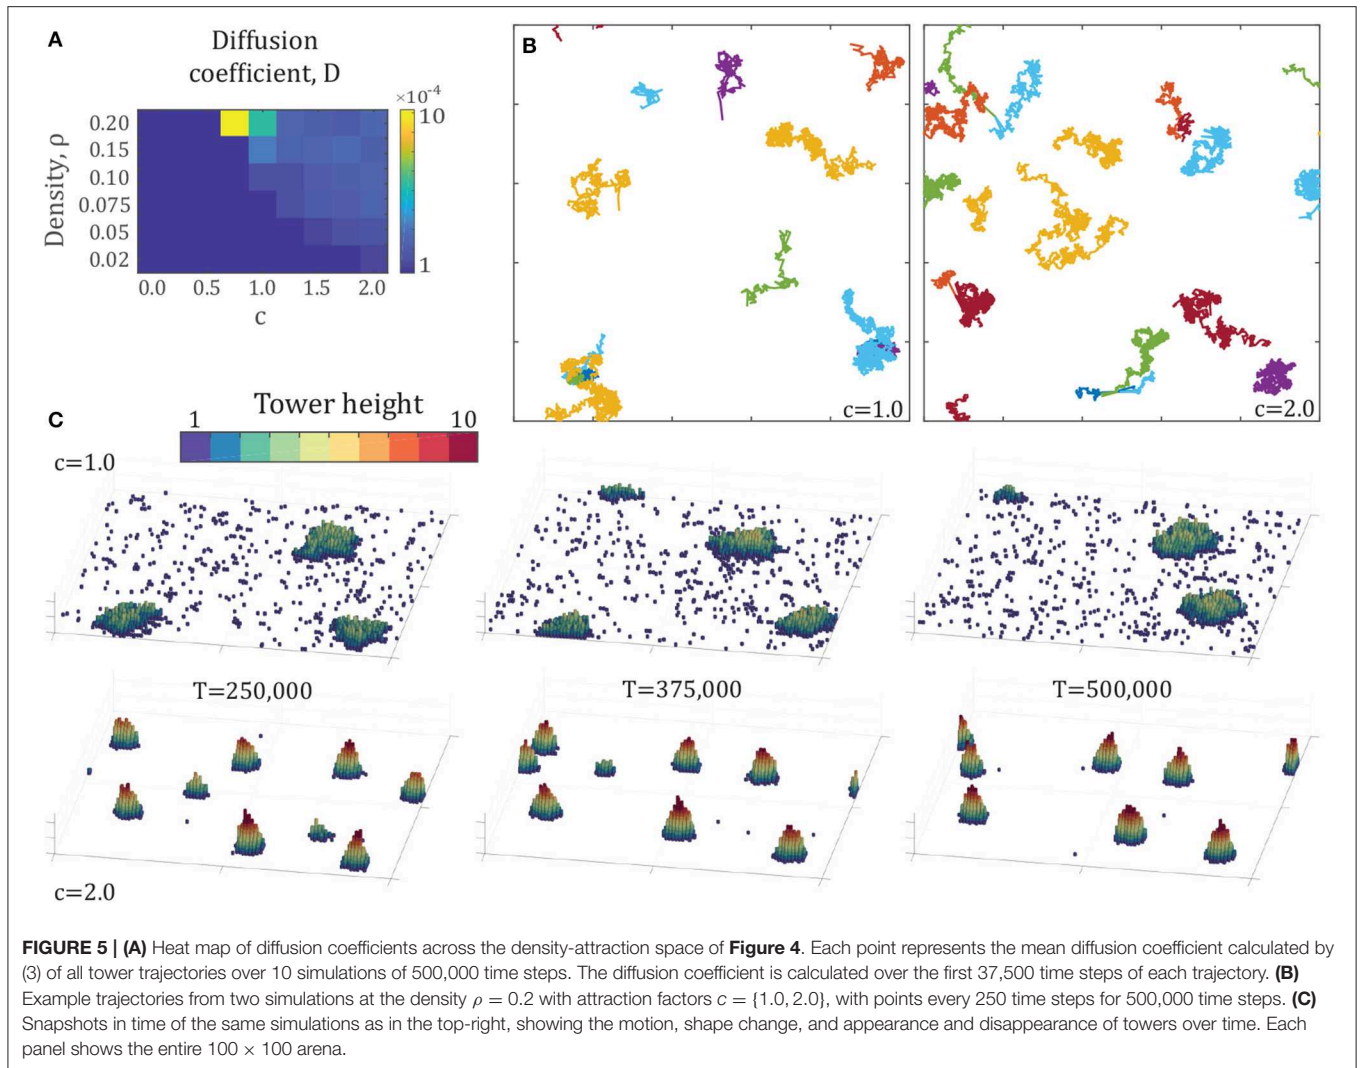 A
Diffusion
coefficient, D
×10⁻⁴
10
1
Density, ρ
0.20
0.15
0.10
0.075
0.05
0.02
0.0 0.5 1.0 1.5 2.0
c
B
c=1.0
c=2.0
C
Tower height
1 10
c=1.0
T=250,000
T=375,000
T=500,000
c=2.0
FIGURE 5 | (A) Heat map of diffusion coefficients across the density-attraction space of Figure 4. Each point represents the mean diffusion coefficient calculated by
(3) of all tower trajectories over 10 simulations of 500,000 time steps. The diffusion coefficient is calculated over the first 37,500 time steps of each trajectory. (B)
Example trajectories from two simulations at the density ρ = 0.2 with attraction factors c = {1.0, 2.0}, with points every 250 time steps for 500,000 time steps. (C)
Snapshots in time of the same simulations as in the top-right, showing the motion, shape change, and appearance and disappearance of towers over time. Each
panel shows the entire 100 × 100 arena.